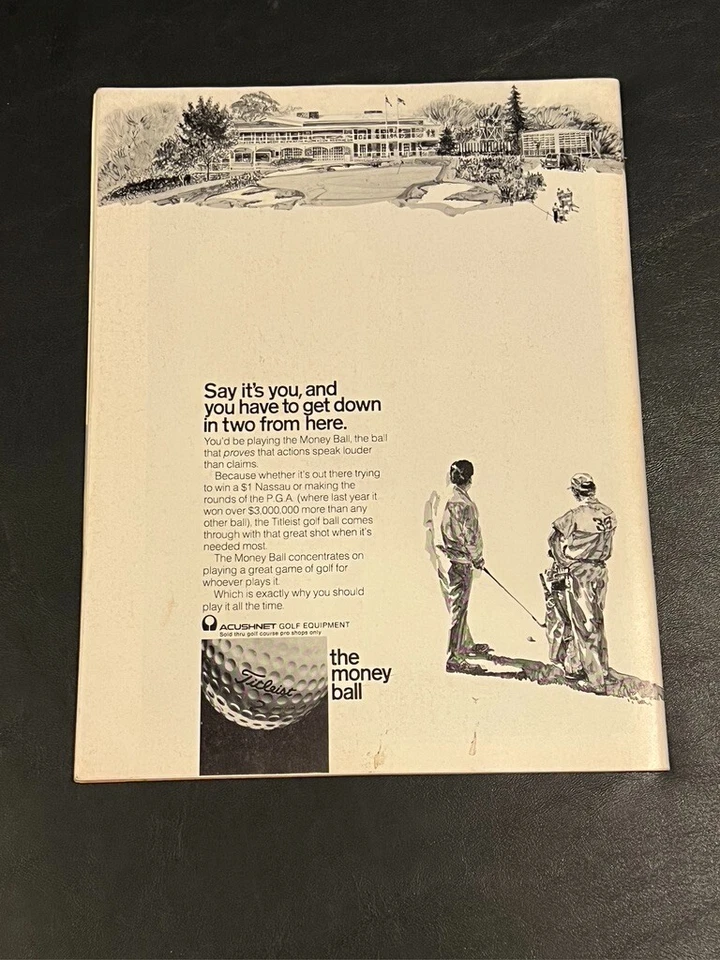 Say it's you, and
you have to get down
in two from here.
You'd be playing the Money Ball, the ball
that proves that actions speak louder
than claims.
Because whether it's out there trying
to win a $1 Nassau or making the
rounds of the P.G.A. (where last year it
won over $3,000,000 more than any
other ball), the Titleist golf ball comes
through with that great shot when it's
needed most.
The Money Ball concentrates on
playing a great game of golf for
whoever plays it.
Which is exactly why you should
play it all the time.
ACUSHNET GOLF EQUIPMENT
Sold thru golf course pro shops only
Titleist
the
money
ball
36